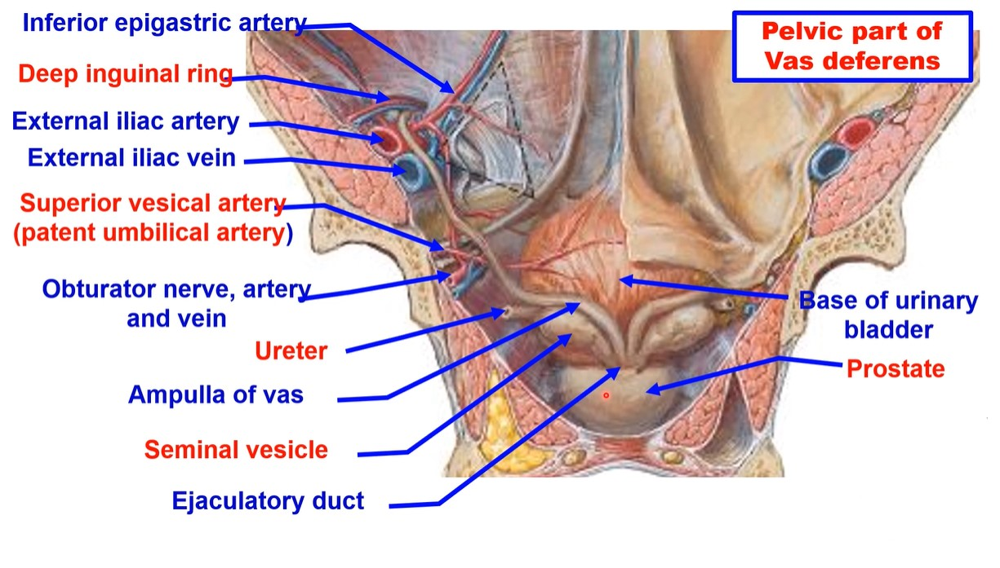 Inferior epigastric artery
Pelvic part of
Vas deferens
Deep inguinal ring
External iliac artery
External iliac vein
Superior vesical artery
(patent umbilical artery)
Obturator nerve, artery
and vein
Base of urinary
bladder
Ureter
Prostate
Ampulla of vas
Seminal vesicle
Ejaculatory duct